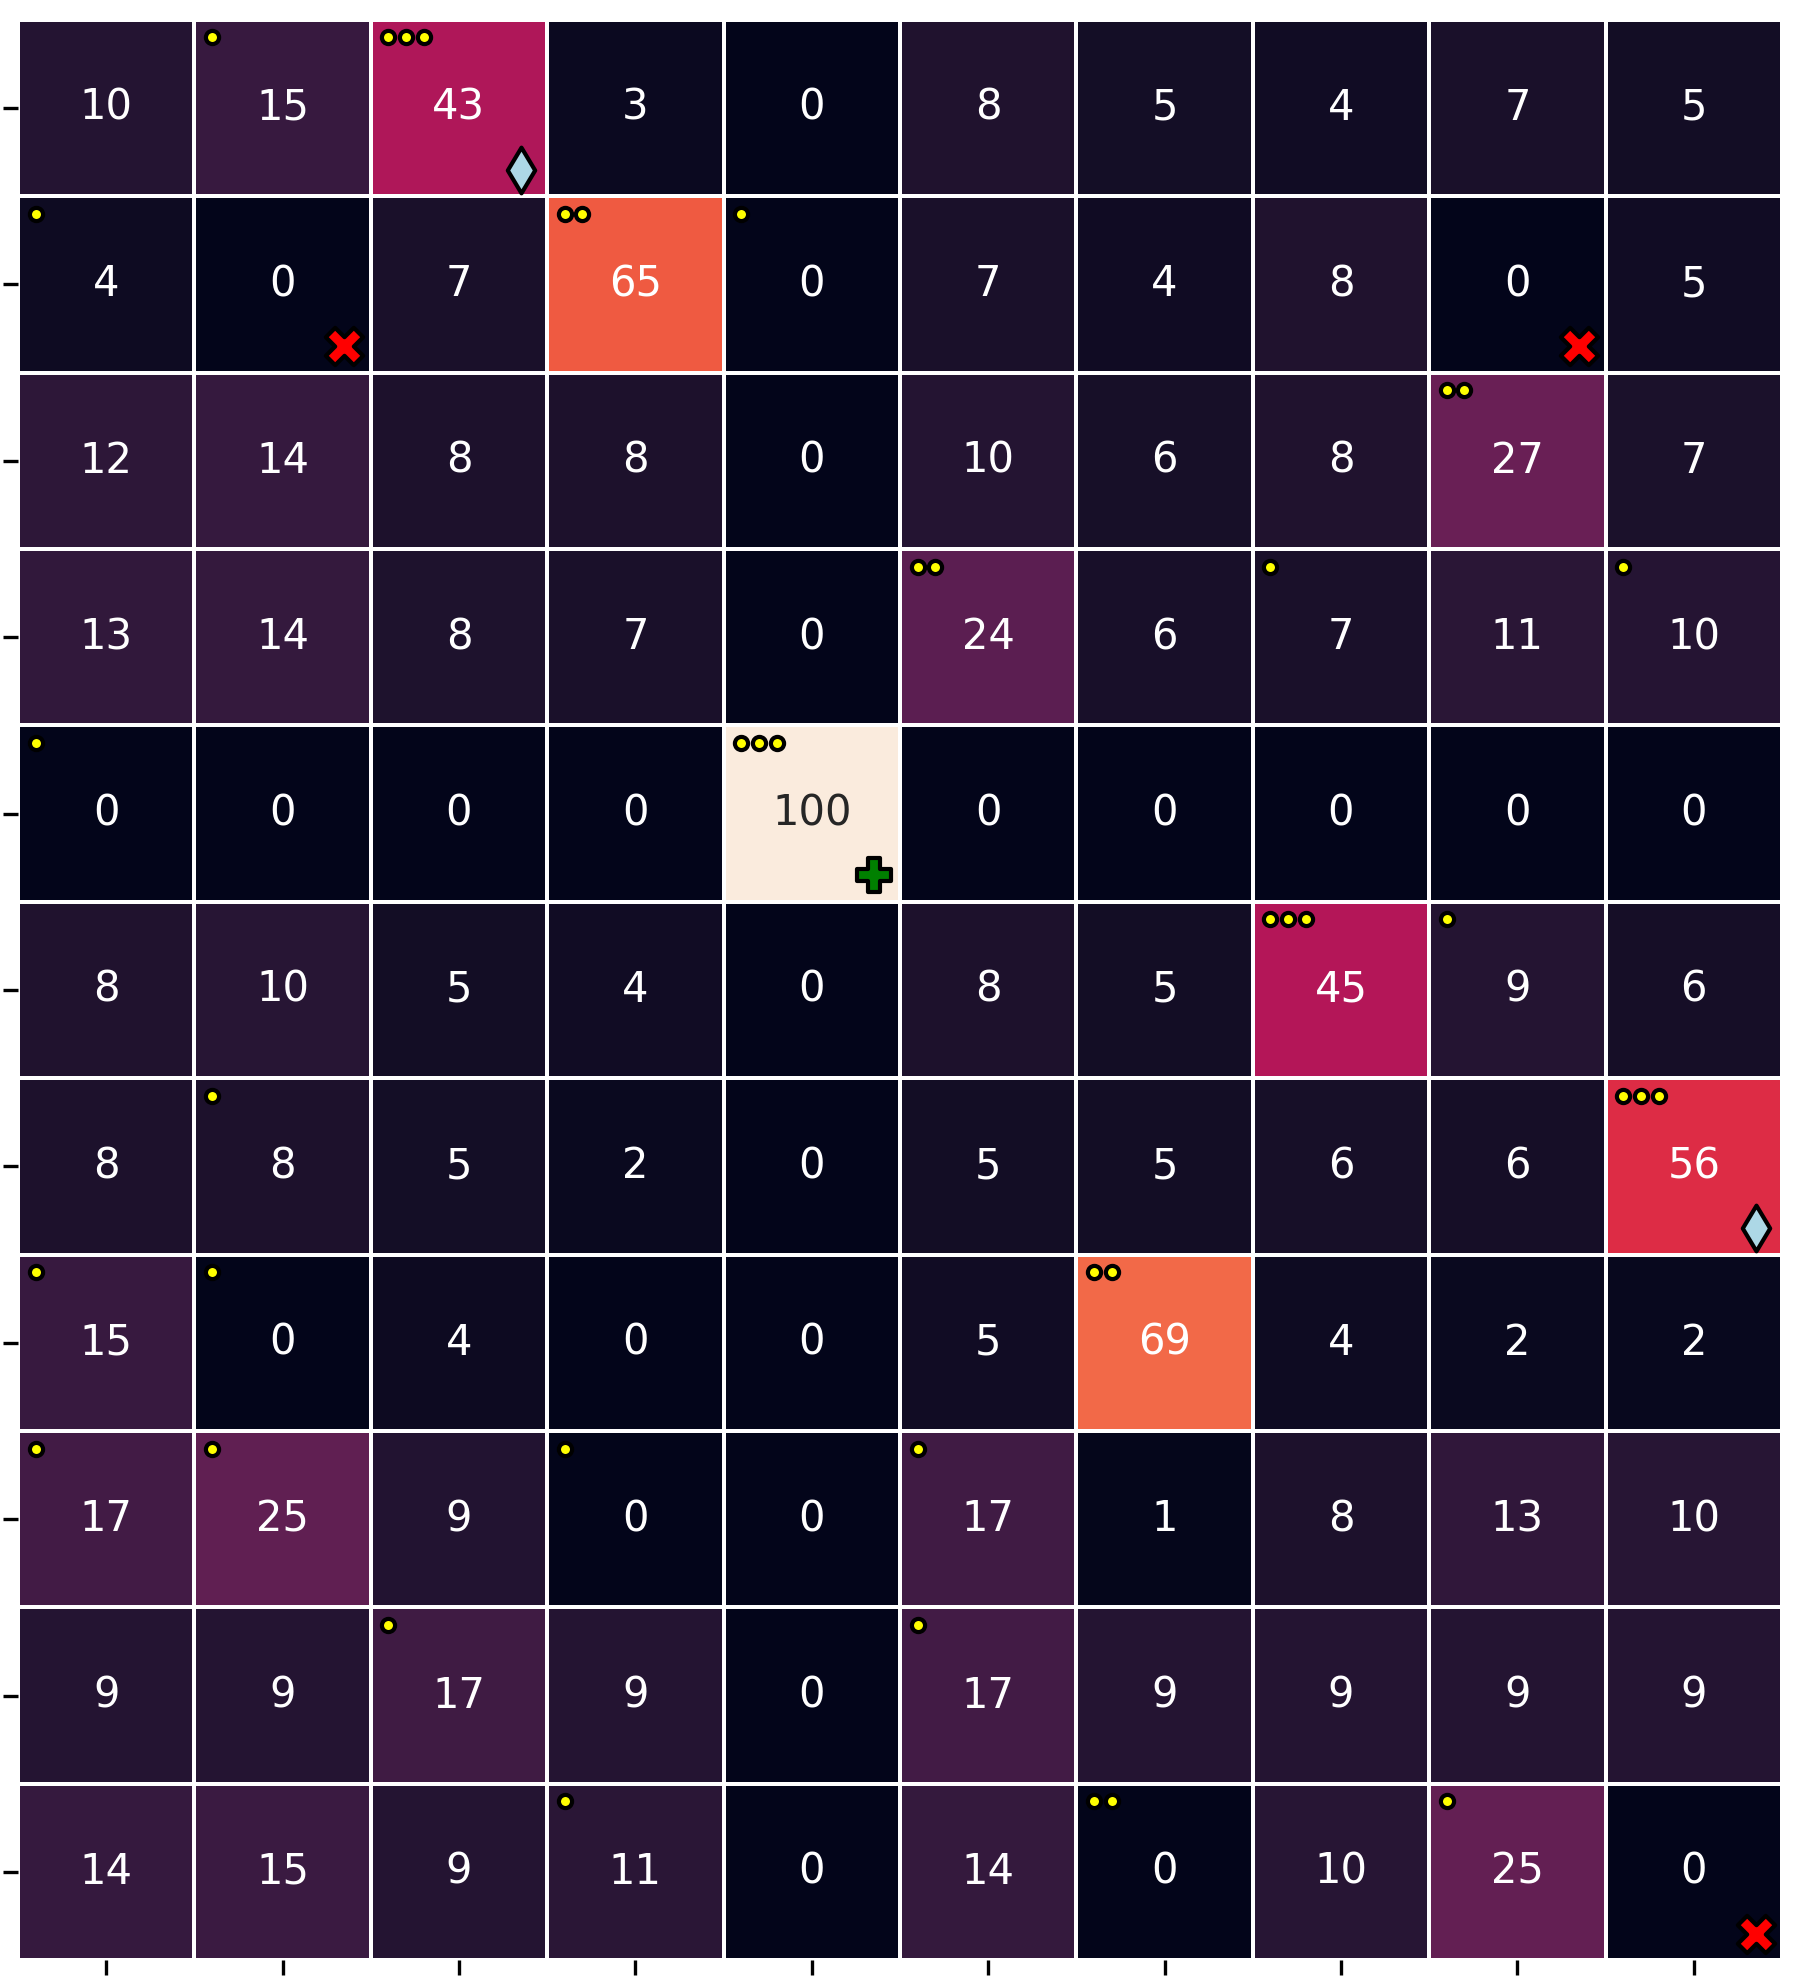 10 15 43 3 0 8 5 4 7 5
4 0 7 65 0 7 4 8 0 5
12 14 8 8 0 10 6 8 27 7
13 14 8 7 0 24 6 7 11 10
0 0 0 0 100 0 0 0 0 0
8 10 5 4 0 8 5 45 9 6
8 8 5 2 0 5 5 6 6 56
15 0 4 0 0 5 69 4 2 2
17 25 9 0 0 17 1 8 13 10
9 9 17 9 0 17 9 9 9 9
14 15 9 11 0 14 0 10 25 0